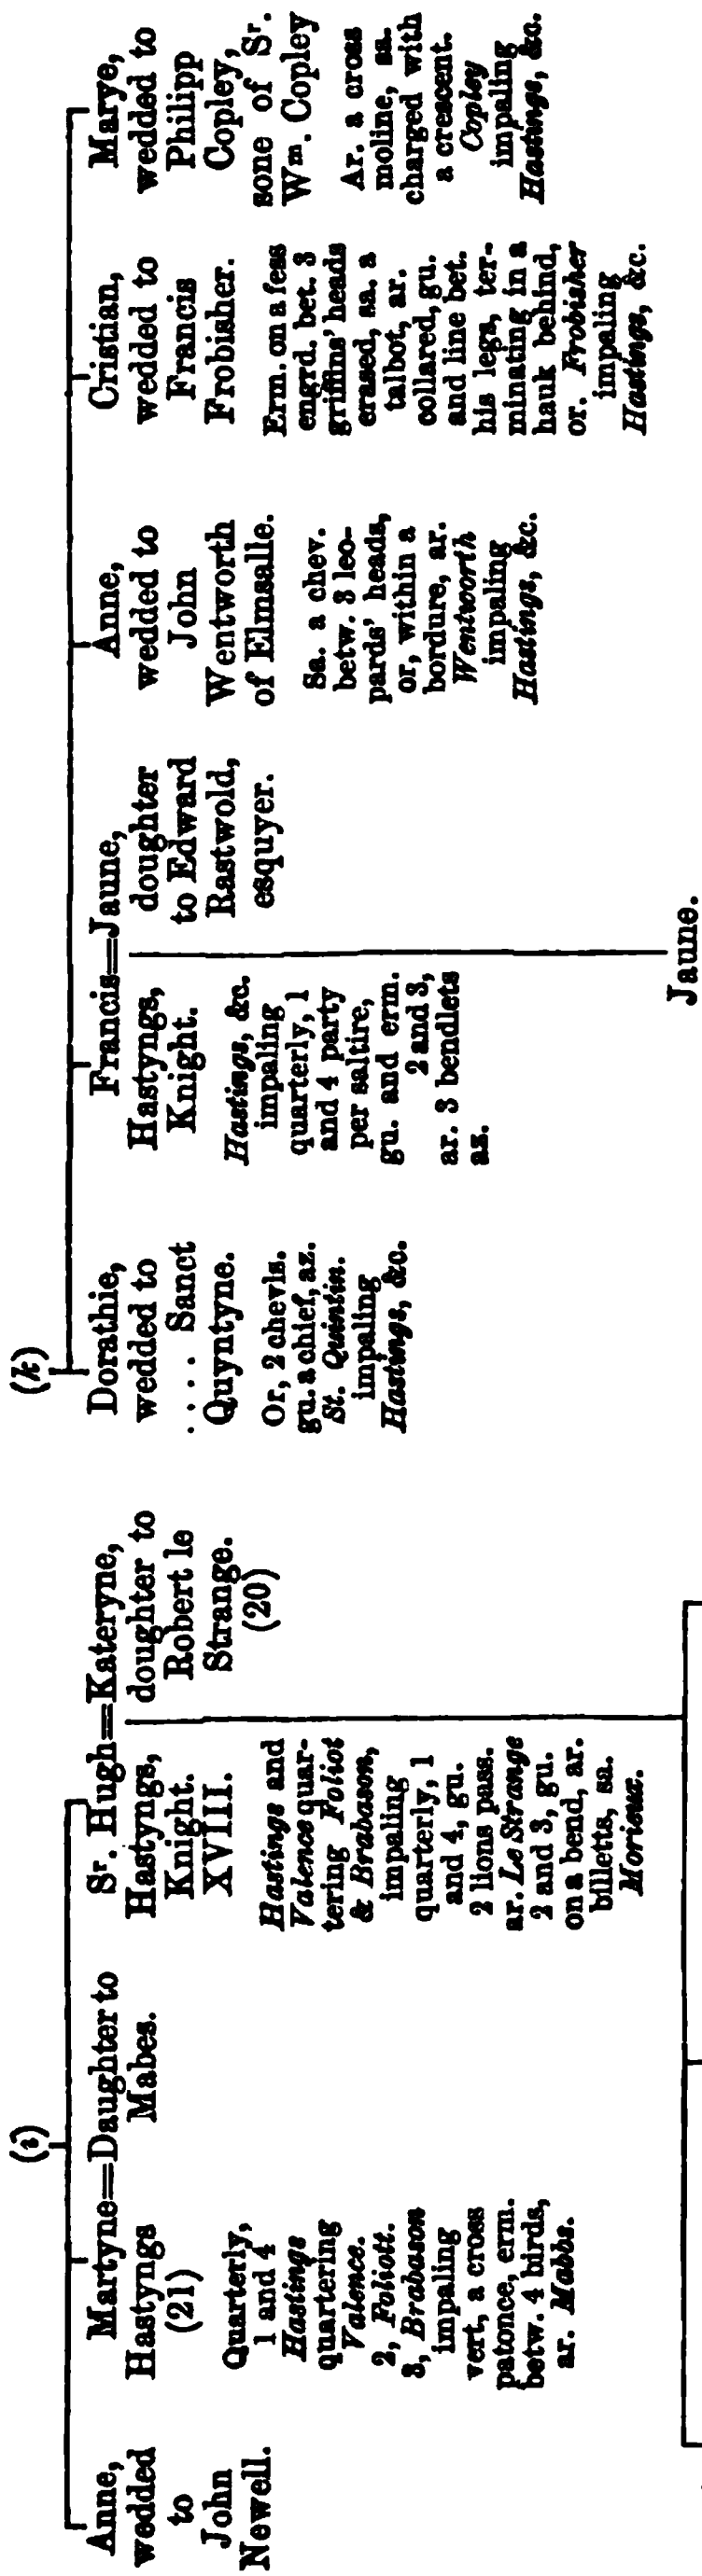 (i)
Anne,
wedded
to
John
Newell.
Martyne=Daughter to
Hastyngs Mabes.
(21)
Quarterly,
1 and 4
Hastings
quartering
Valence.
2, Foliott.
3, Brabason
impaling
vert, a cross
patonce, erm.
betw. 4 birds,
ar. Mabbs.
Sr. Hugh=Kateryne,
Hastyngs, doughter to
Knight. Robert le
XVIII. Strange.
(20)
Hastings and
Valence quar-
tering Foliot
& Brabason,
impaling
quarterly, 1
and 4, gu.
2 lions pass.
ar. Le Strange
2 and 3, gu.
on a bend, ar.
billetts, sa.
Morieux.
(k)
Dorathie,
wedded to
.... Sanct
Quyntyne.
Or, 2 chevls.
gu. a chief, az.
St. Quintin.
impaling
Hastings, &c.
Francis=Jaune,
Hastyngs, doughter
Knight. to Edward
Rastwold,
esquyer.
Hastings, &c.
impaling
quarterly, 1
and 4 party
per saltire,
gu. and erm.
2 and 3,
ar. 3 bendlets
az.
Jaune.
Anne,
wedded to
John
Wentworth
of Elmsalle.
Sa. a chev.
betw. 3 leo-
pards' heads,
or, within a
bordure, ar.
Wentworth
impaling
Hastings, &c.
Cristian,
wedded to
Francis
Frobisher.
Erm. on a fess
engrd. bet. 3
griffins' heads
erased, sa. a
talbot, ar.
collared, gu.
and line bet.
his legs, ter-
minating in a
hauk behind,
or. Frobisher
impaling
Hastings, &c.
Marye,
wedded to
Philipp
Copley,
sone of Sr.
Wm. Copley
Ar. a cross
moline, sa.
charged with
a crescent.
Copley
impaling
Hastings, &c.